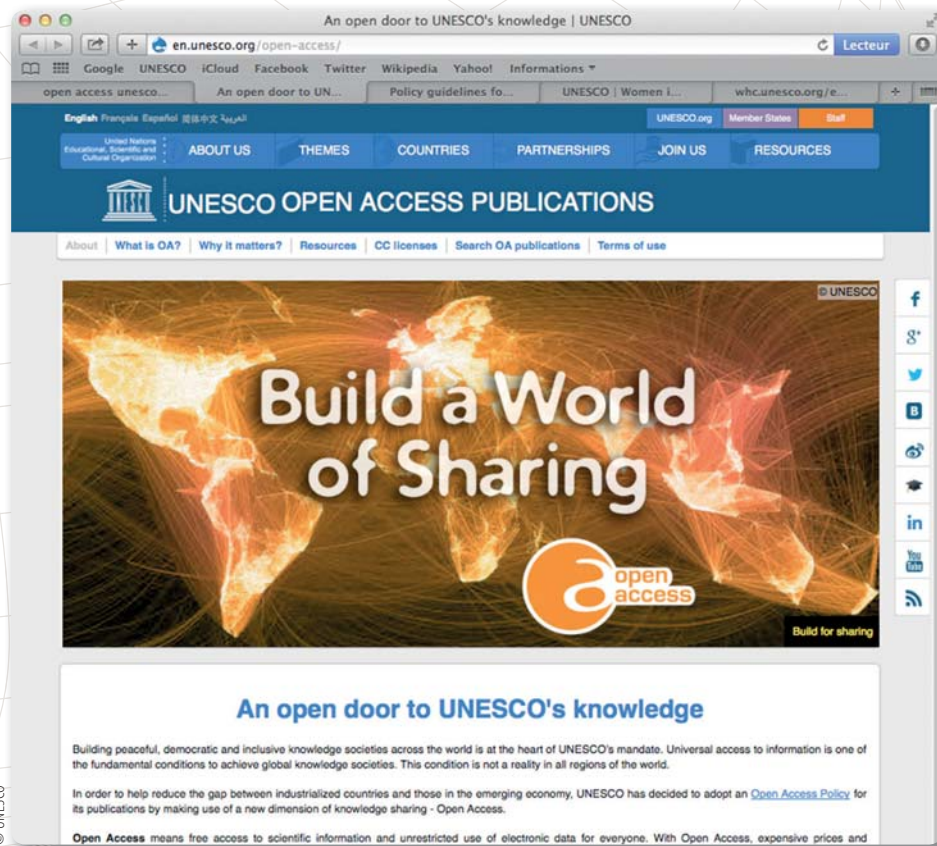 An open door to UNESCO's knowledge | UNESCO
en.unesco.org/open-access/
Lecteur
Google UNESCO iCloud Facebook Twitter Wikipedia Yahoo! Informations
open access unesco... An open door to UN... Policy guidelines fo... UNESCO | Women i... whc.unesco.org/e...
English Français Español 简体中文 العربية
UNESCO.org Member States Staff
United Nations
Educational, Scientific and
Cultural Organization
ABOUT US THEMES COUNTRIES PARTNERSHIPS JOIN US RESOURCES
UNESCO OPEN ACCESS PUBLICATIONS
About What is OA? Why it matters? Resources CC licenses Search OA publications Terms of use
© UNESCO
Build a World
of Sharing
open
access
Build for sharing
An open door to UNESCO's knowledge
Building peaceful, democratic and inclusive knowledge societies across the world is at the heart of UNESCO's mandate. Universal access to information is one of
the fundamental conditions to achieve global knowledge societies. This condition is not a reality in all regions of the world.
In order to help reduce the gap between industrialized countries and those in the emerging economy, UNESCO has decided to adopt an Open Access Policy for
its publications by making use of a new dimension of knowledge sharing - Open Access.
Open Access means free access to scientific information and unrestricted use of electronic data for everyone. With Open Access, expensive prices and
© UNESCO